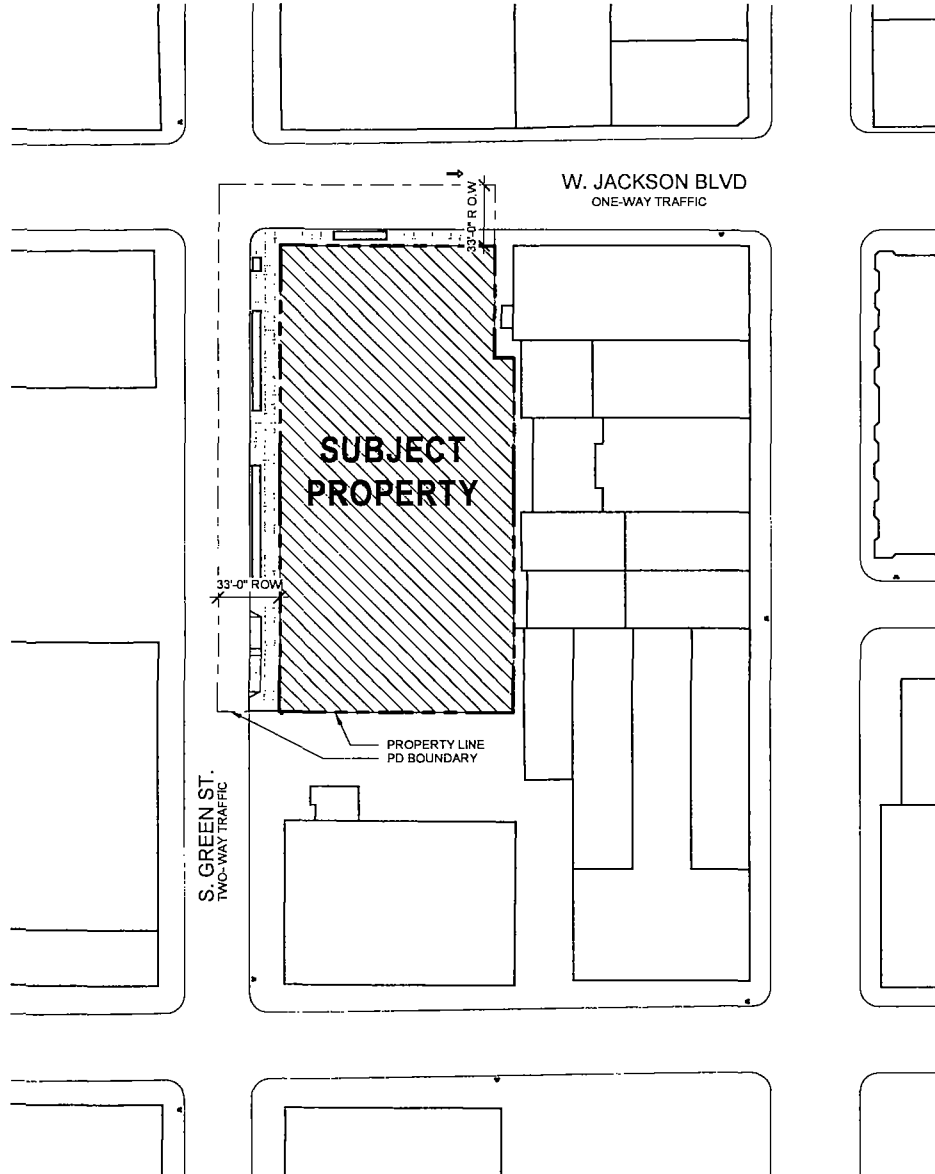 W. JACKSON BLVD
ONE-WAY TRAFFIC
33'-0" R.O.W
SUBJECT
PROPERTY
33'-0" ROW
PROPERTY LINE
PD BOUNDARY
S. GREEN ST.
TWO-WAY TRAFFIC